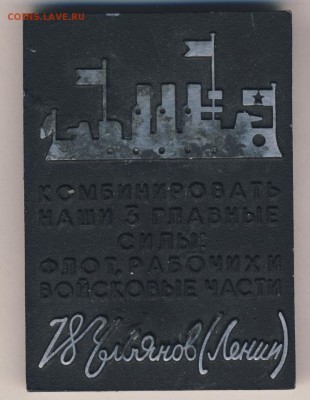 COINS.LAVE.RU
КОМБИНИРОВАТЬ
НАШИ 3 ГЛАВНЫЕ
СИЛЫ:
ФЛОТ, РАБОЧИХ И
ВОЙСКОВЫЕ ЧАСТИ
Ульянов (Ленин)